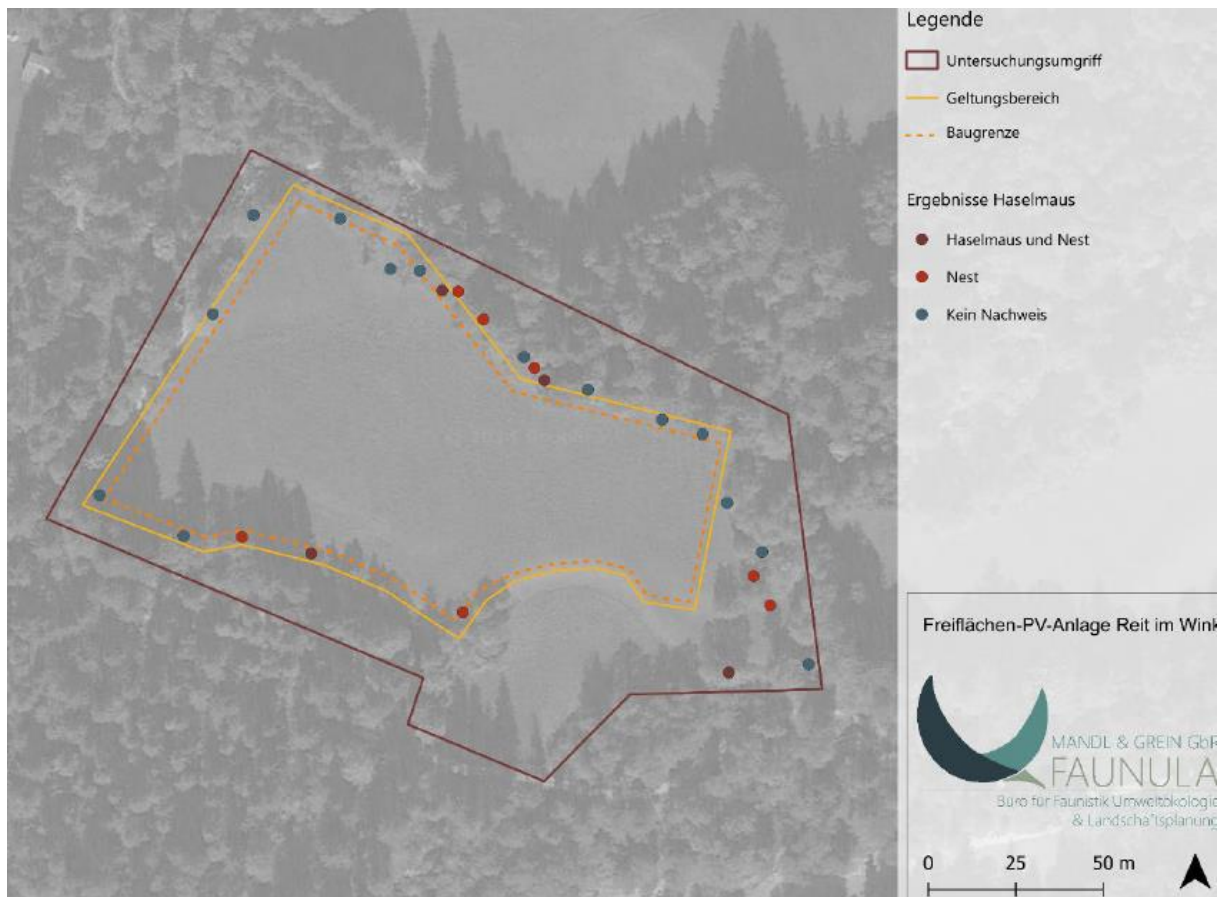 Legende
Untersuchungsumgriff
Geltungsbereich
Baugrenze
Ergebnisse Haselmaus
Haselmaus und Nest
Nest
Kein Nachweis
Freiflächen-PV-Anlage Reit im Wink
MANDL & GREIN GbR
FAUNULA
Büro für Faunistik Umweltökologie
& Landschaftsplanung
0 25 50 m